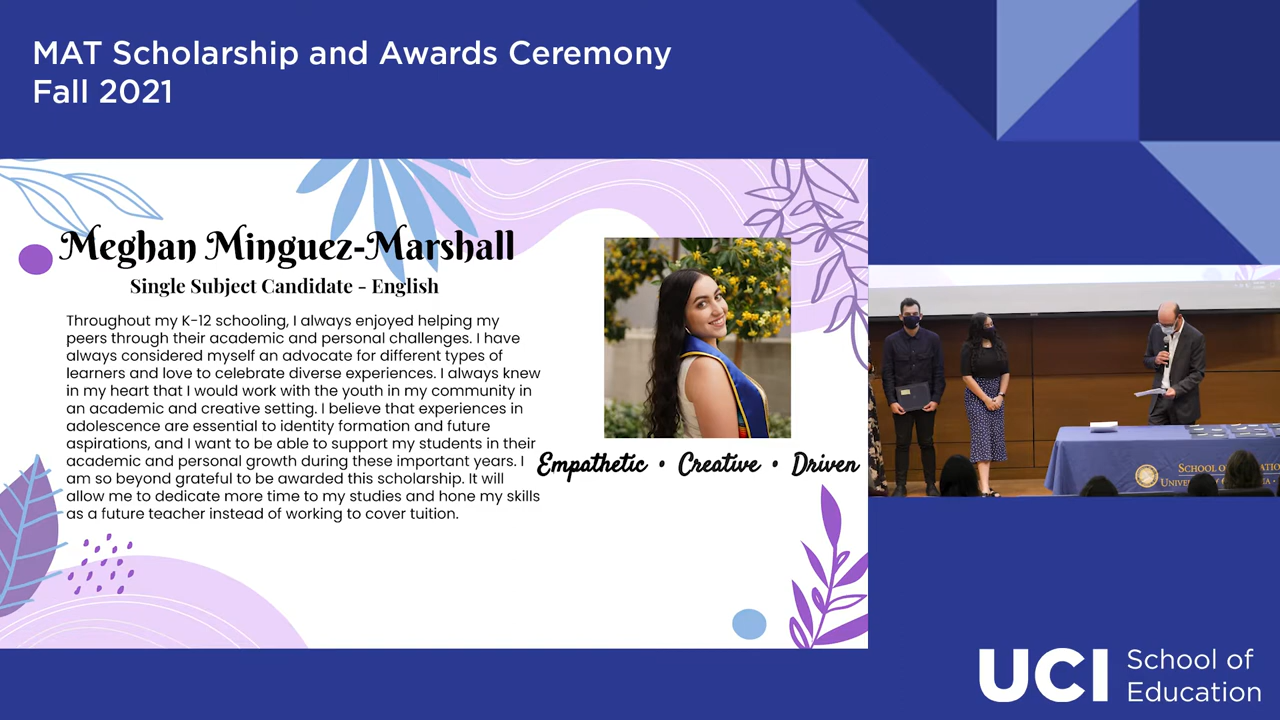 MAT Scholarship and Awards Ceremony
Fall 2021
Meghan Minguez-Marshall
Single Subject Candidate - English
Throughout my K-12 schooling, I always enjoyed helping my
peers through their academic and personal challenges. I have
always considered myself an advocate for different types of
learners and love to celebrate diverse experiences. I always knew
in my heart that I would work with the youth in my community in
an academic and creative setting. I believe that experiences in
adolescence are essential to identity formation and future
aspirations, and I want to be able to support my students in their
academic and personal growth during these important years. I
am so beyond grateful to be awarded this scholarship. It will
allow me to dedicate more time to my studies and hone my skills
as a future teacher instead of working to cover tuition.
Empathetic • Creative • Driven
School of
UCI School of
Education